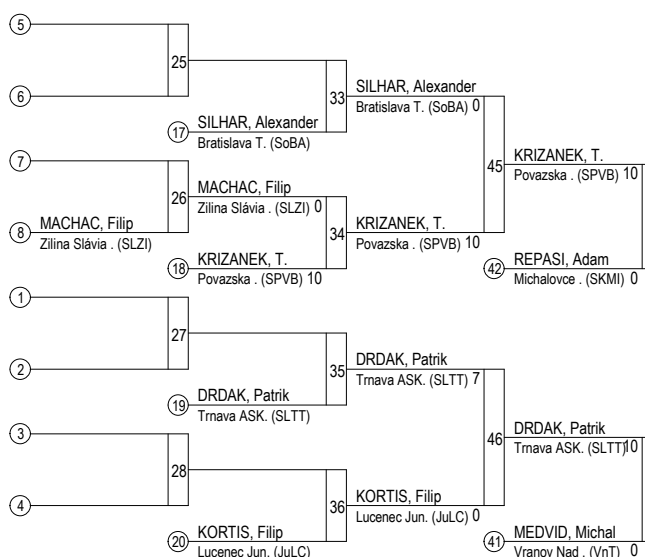 5
25
6
33
SILHAR, Alexander
Bratislava T. (SoBA) 0
17 SILHAR, Alexander
Bratislava T. (SoBA)
45
KRIZANEK, T.
Povazska . (SPVB) 10
7
26
MACHAC, Filip
Zilina Slávia . (SLZI) 0
8 MACHAC, Filip
Zilina Slávia . (SLZI)
34
KRIZANEK, T.
Povazska . (SPVB) 10
18 KRIZANEK, T.
Povazska . (SPVB) 10
42 REPASI, Adam
Michalovce . (SKMI) 0
1
27
2
35
DRDAK, Patrik
Trnava ASK. (SLTT) 7
19 DRDAK, Patrik
Trnava ASK. (SLTT)
46
DRDAK, Patrik
Trnava ASK. (SLTT)10
3
28
4
36
KORTIS, Filip
Lucenec Jun. (JuLC) 0
20 KORTIS, Filip
Lucenec Jun. (JuLC)
41 MEDVID, Michal
Vranov Nad . (VnT) 0